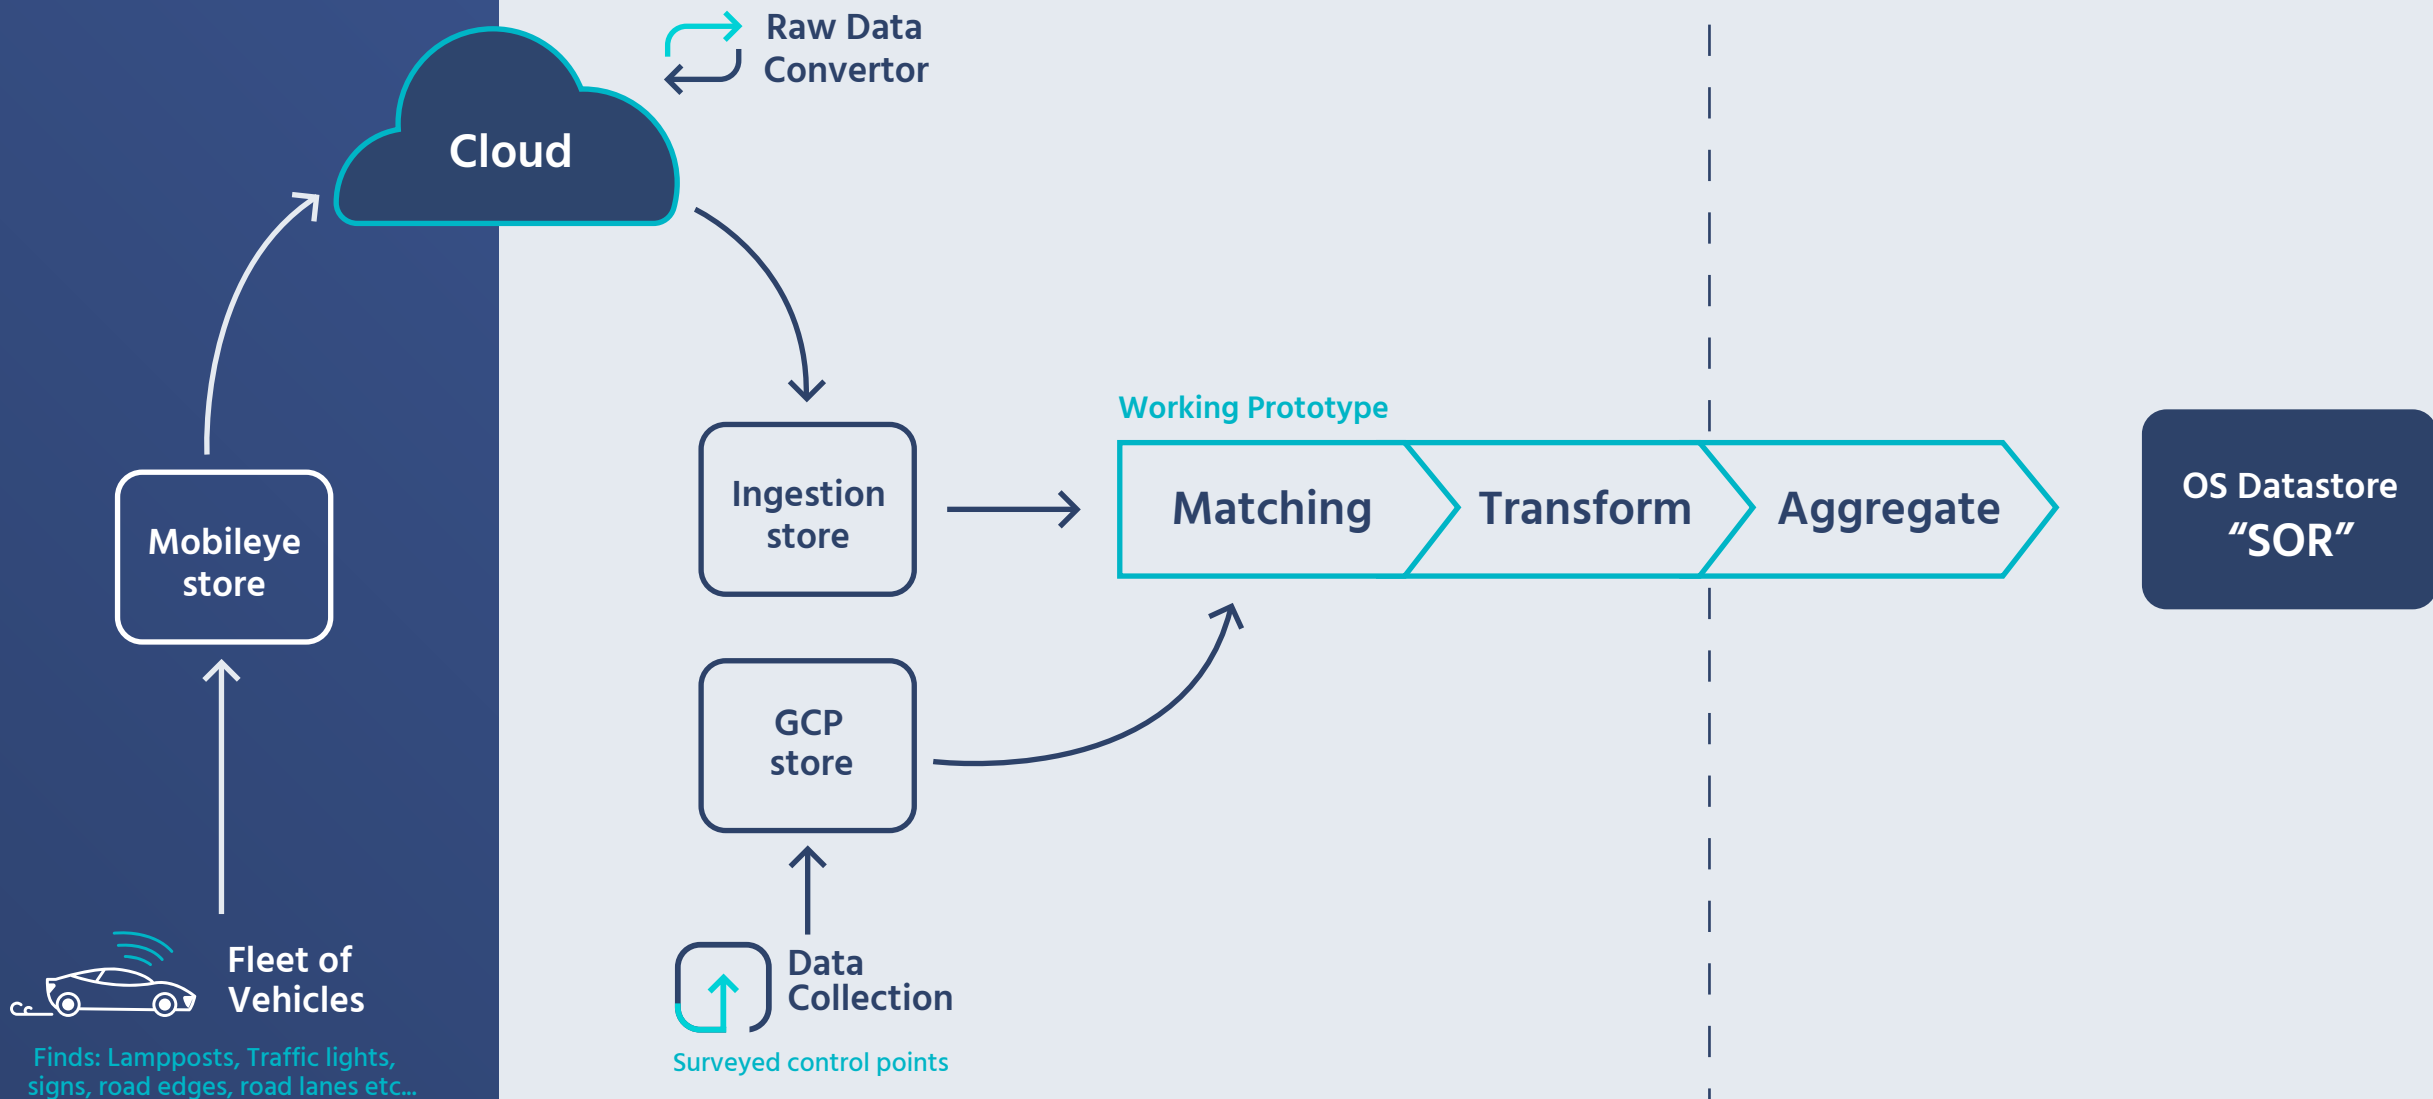 Raw Data
Convertor
Cloud
Working Prototype
Ingestion
store
Matching
Transform
Aggregate
OS Datastore
“SOR”
Mobileye
store
GCP
store
Fleet of
Vehicles
Data
Collection
Finds: Lampposts, Traffic lights,
signs, road edges, road lanes etc...
Surveyed control points